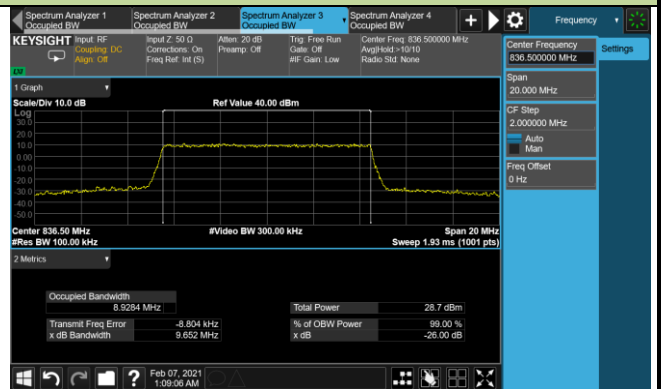 Spectrum Analyzer 1
Occupied BW
Spectrum Analyzer 2
Occupied BW
Spectrum Analyzer 3
Occupied BW
Spectrum Analyzer 4
Occupied BW
+
Frequency
KEYSIGHT
Input: RF
Coupling: DC
Align: Off
Input Z: 50 Ω
Corrections: On
Freq Ref: Int (S)
Atten: 20 dB
Preamp: Off
Trig: Free Run
Gate: Off
#IF Gain: Low
Center Freq: 836.500000 MHz
Avg|Hold:>10/10
Radio Std: None
Center Frequency
836.500000 MHz
Settings
Span
20.000 MHz
CF Step
2.000000 MHz
Auto
Man
Freq Offset
0 Hz
1 Graph
Scale/Div 10.0 dB
Ref Value 40.00 dBm
Log
30.0
20.0
10.0
0.00
-10.0
-20.0
-30.0
-40.0
-50.0
Center 836.50 MHz
#Video BW 300.00 kHz
Span 20 MHz
#Res BW 100.00 kHz
Sweep 1.93 ms (1001 pts)
2 Metrics
Occupied Bandwidth
8.9284 MHz
Total Power
28.7 dBm
Transmit Freq Error
-8.804 kHz
% of OBW Power
99.00 %
x dB Bandwidth
9.652 MHz
x dB
-26.00 dB
?
Feb 07, 2021
1:09:06 AM